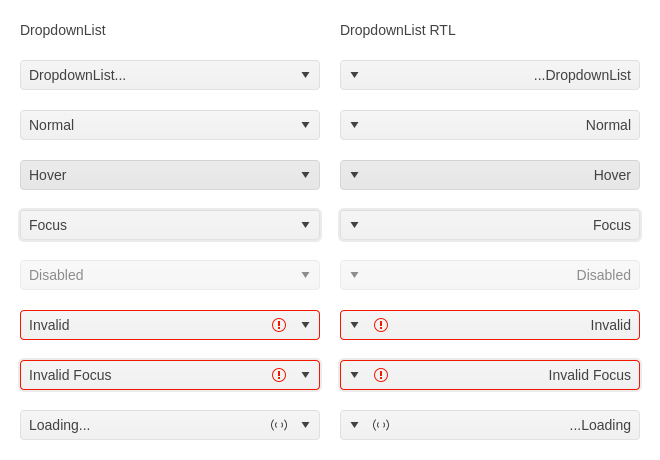 DropdownList
DropdownList...
Normal
Hover
Focus
Disabled
Invalid
Invalid Focus
Loading...
DropdownList RTL
...DropdownList
Normal
Hover
Focus
Disabled
Invalid
Invalid Focus
...Loading